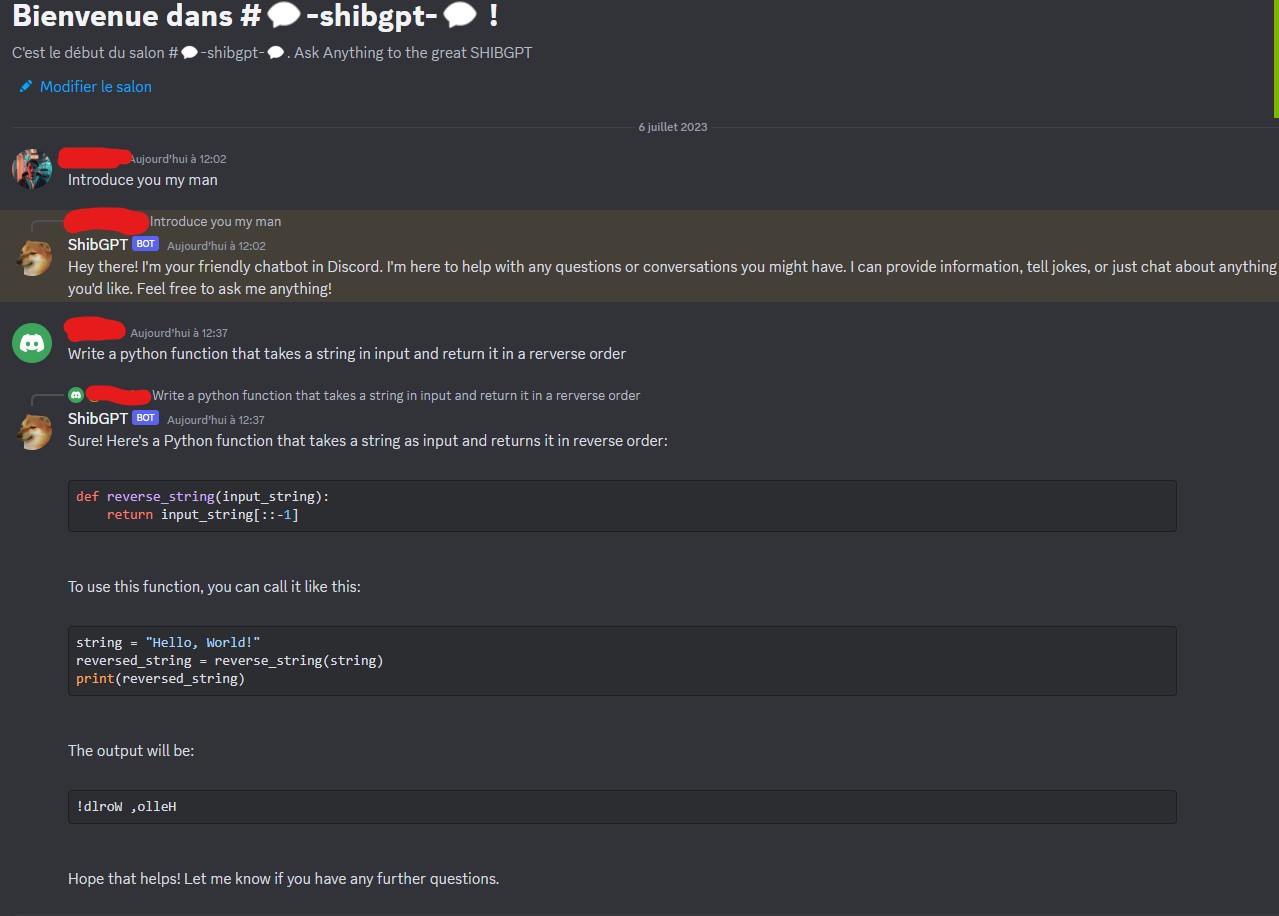 Bienvenue dans # 💬 -shibgpt- 💬 !
C'est le début du salon # 💬 -shibgpt- 💬. Ask Anything to the great SHIBGPT
Modifier le salon
6 juillet 2023
Aujourd'hui à 12:02
Introduce you my man
Introduce you my man
ShibGPT BOT Aujourd'hui à 12:02
Hey there! I'm your friendly chatbot in Discord. I'm here to help with any questions or conversations you might have. I can provide information, tell jokes, or just chat about anything
you'd like. Feel free to ask me anything!
Aujourd'hui à 12:37
Write a python function that takes a string in input and return it in a rerverse order
Write a python function that takes a string in input and return it in a rerverse order
ShibGPT BOT Aujourd'hui à 12:37
Sure! Here's a Python function that takes a string as input and returns it in reverse order:
def reverse_string(input_string):
    return input_string[::-1]
To use this function, you can call it like this:
string = "Hello, World!"
reversed_string = reverse_string(string)
print(reversed_string)
The output will be:
!dlroW ,olleH
Hope that helps! Let me know if you have any further questions.